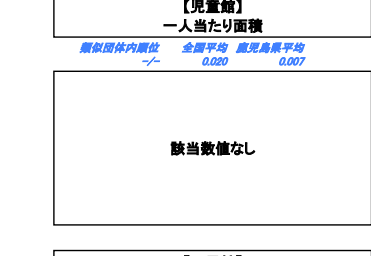 【児童館】
一人当たり面積
類似団体内順位 全国平均 鹿児島県平均
-/- 0.020 0.007
該当数値なし